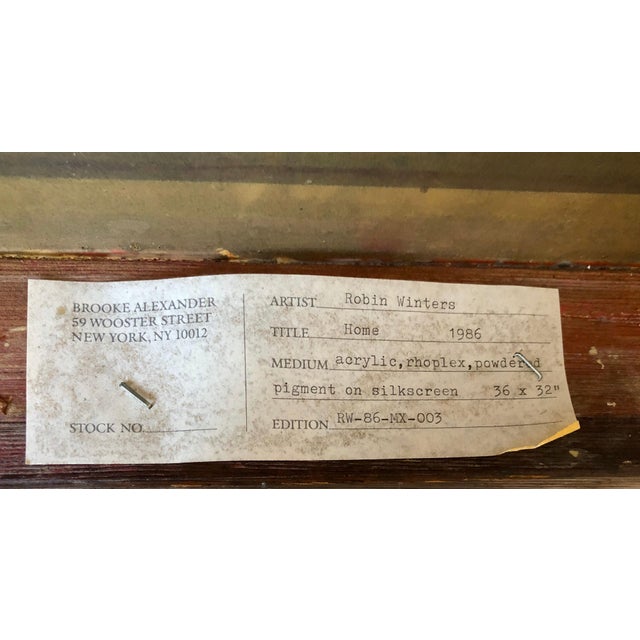 BROOKE ALEXANDER
59 WOOSTER STREET
NEW YORK, NY 10012
STOCK NO.
ARTIST Robin Winters
TITLE Home 1986
MEDIUM acrylic,rhoplex,powdered
pigment on silkscreen 36 x 32"
EDITION RW-86-MX-003